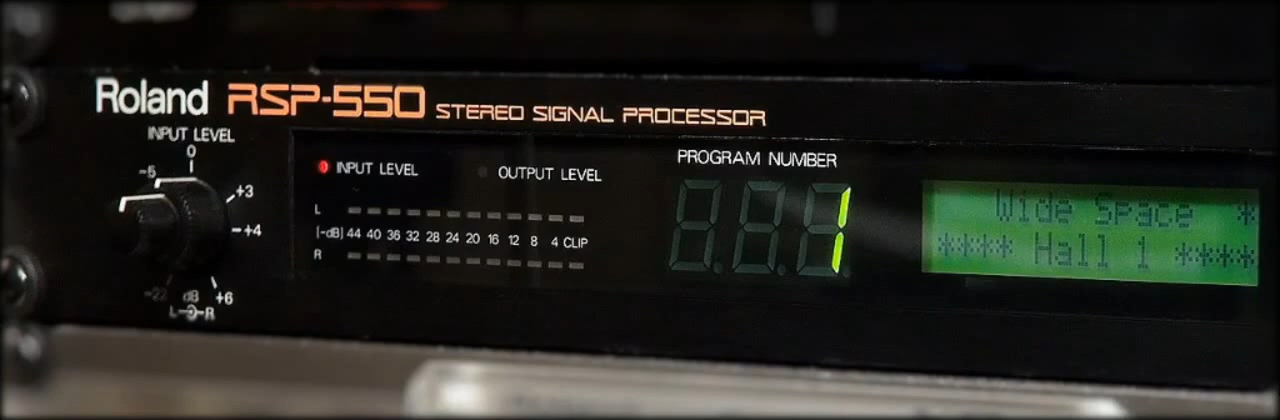 Roland RSP-550 STEREO SIGNAL PROCESSOR
INPUT LEVEL
0
-5
+3
+4
-22 dB +6
L R
INPUT LEVEL
OUTPUT LEVEL
L
[-dB] 44 40 36 32 28 24 20 16 12 8 4 CLIP
R
PROGRAM NUMBER
1
Wide Space *
**** Hall 1 ****